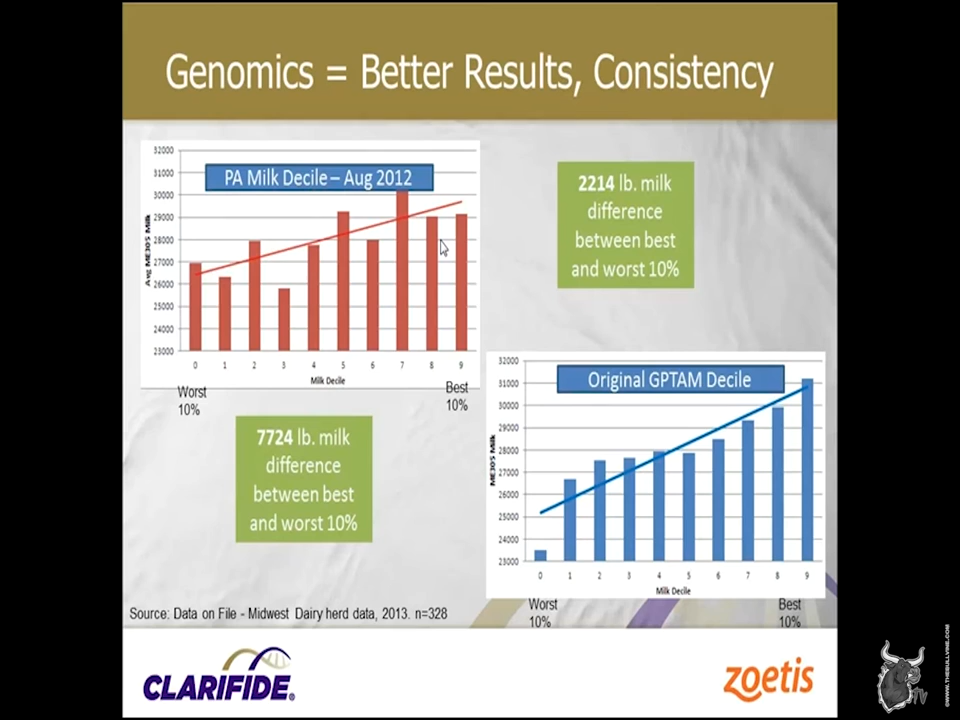 Genomics = Better Results, Consistency
PA Milk Decile – Aug 2012
32000
31000
30000
29000
28000
27000
26000
25000
24000
23000
Avg ME305 Milk
0 1 2 3 4 5 6 7 8 9
Milk Decile
Worst
10%
Best
10%
2214 lb. milk
difference
between best
and worst 10%
7724 lb. milk
difference
between best
and worst 10%
Original GPTAM Decile
32000
31000
30000
29000
28000
27000
26000
25000
24000
23000
ME305 Milk
0 1 2 3 4 5 6 7 8 9
Milk Decile
Worst
10%
Best
10%
Source: Data on File - Midwest Dairy herd data, 2013. n=328
CLARIFIDE®
zoetis
TV
©WWW.THEBULLVINE.COM